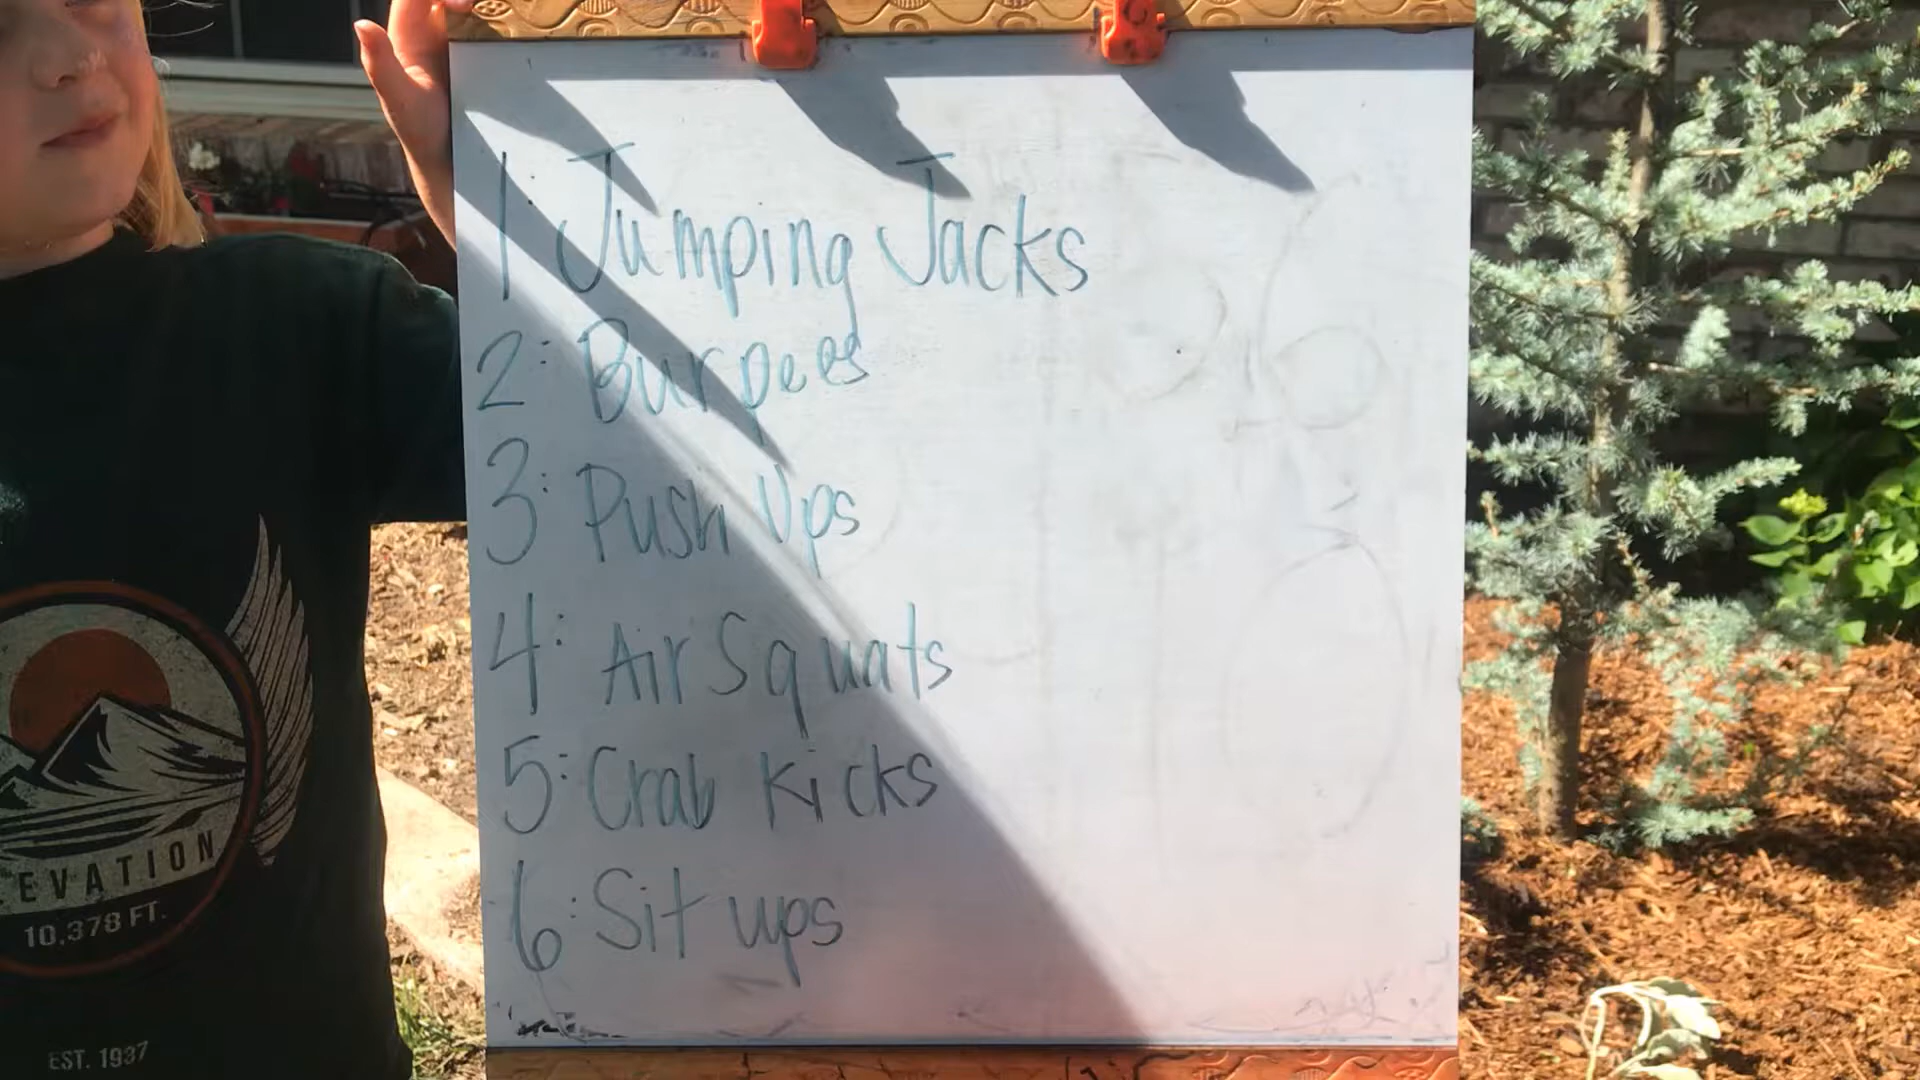 1: Jumping Jacks
2: Burpees
3: Push Ups
4: Air Squats
5: Crab Kicks
6: Sit ups
EVATION
10,378 FT.
EST. 1937